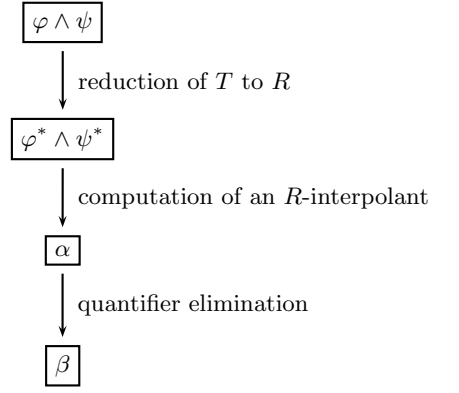 φ ∧ ψ
reduction of T to R
φ* ∧ ψ*
computation of an R-interpolant
α
quantifier elimination
β